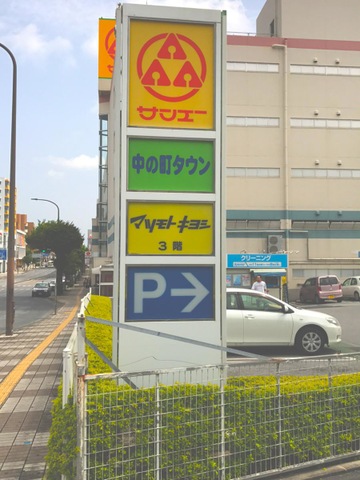 サンエー
中の町タウン
マツモトキヨシ
3階
P→
クリーニング